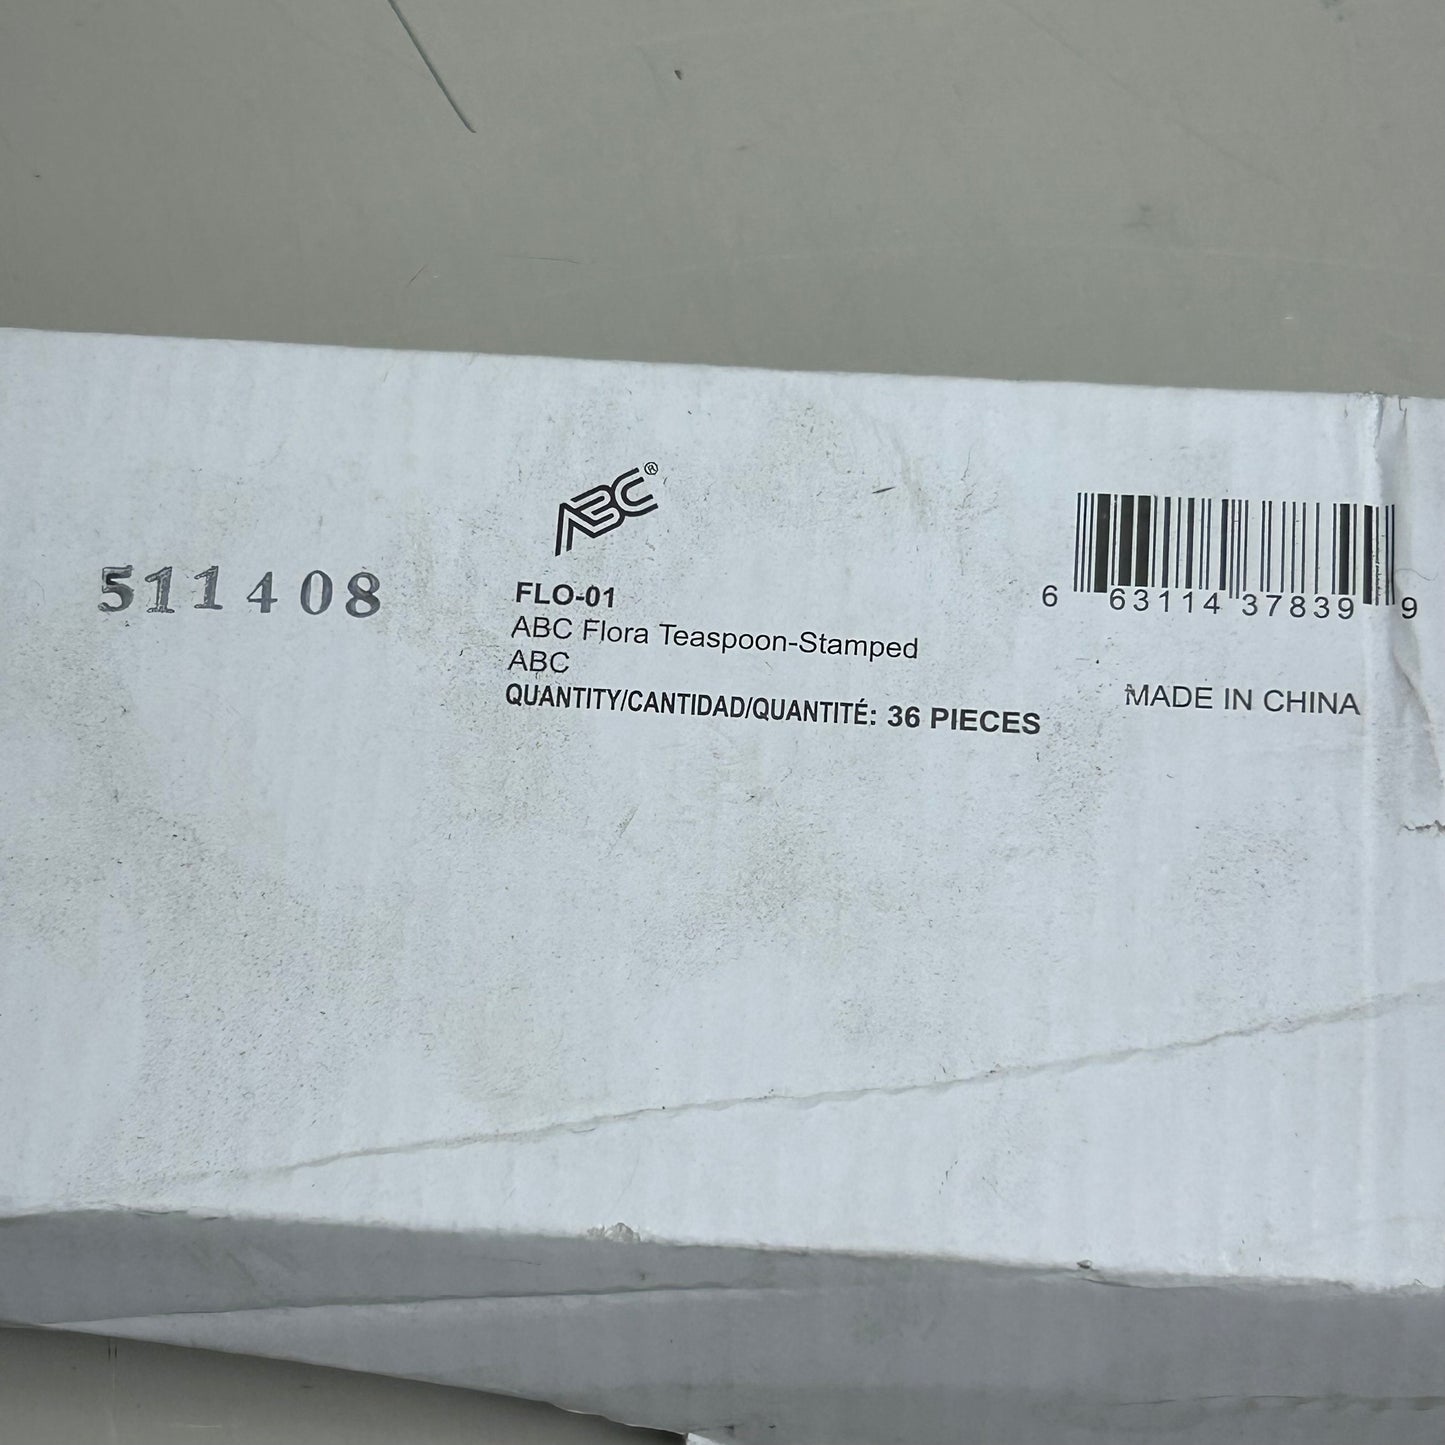 ABC®
511408
FLO-01
ABC Flora Teaspoon-Stamped
ABC
QUANTITY/CANTIDAD/QUANTITÉ: 36 PIECES
6 63114 37839 9
MADE IN CHINA